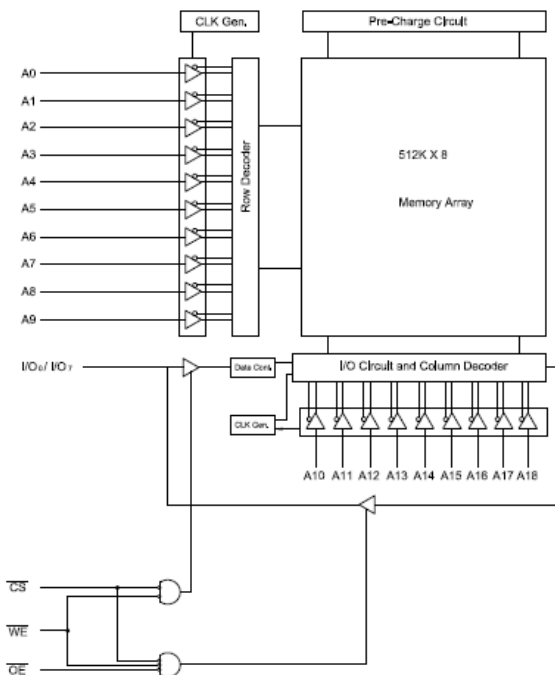 CLK Gen.
Pre-Charge Circuit
A0
A1
A2
A3
A4
A5
A6
A7
A8
A9
Row Decoder
512K X 8
Memory Array
I/O₀/ I/O₇
Data Cont.
I/O Circuit and Column Decoder
CLK Gen.
A10 A11 A12 A13 A14 A15 A16 A17 A18
CS
WE
OE